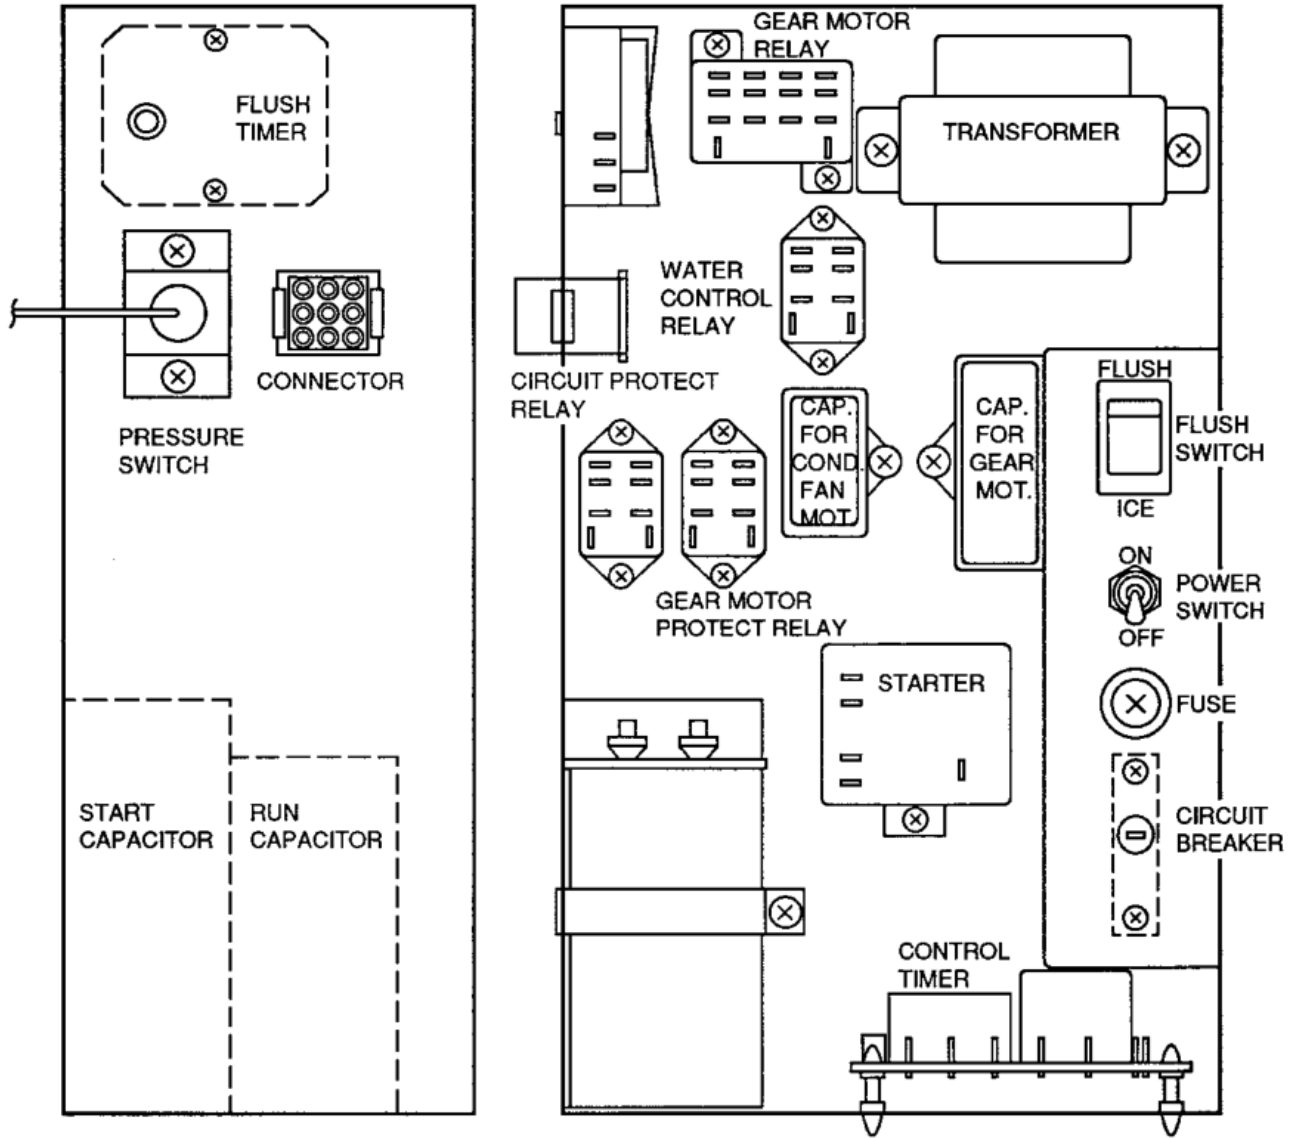 FLUSH
TIMER
CONNECTOR
PRESSURE
SWITCH
START
CAPACITOR
RUN
CAPACITOR
GEAR MOTOR
RELAY
TRANSFORMER
WATER
CONTROL
RELAY
CIRCUIT PROTECT
RELAY
CAP.
FOR
COND.
FAN
MOT.
CAP.
FOR
GEAR
MOT.
FLUSH
FLUSH
SWITCH
ICE
ON
POWER
SWITCH
OFF
GEAR MOTOR
PROTECT RELAY
STARTER
FUSE
CIRCUIT
BREAKER
CONTROL
TIMER